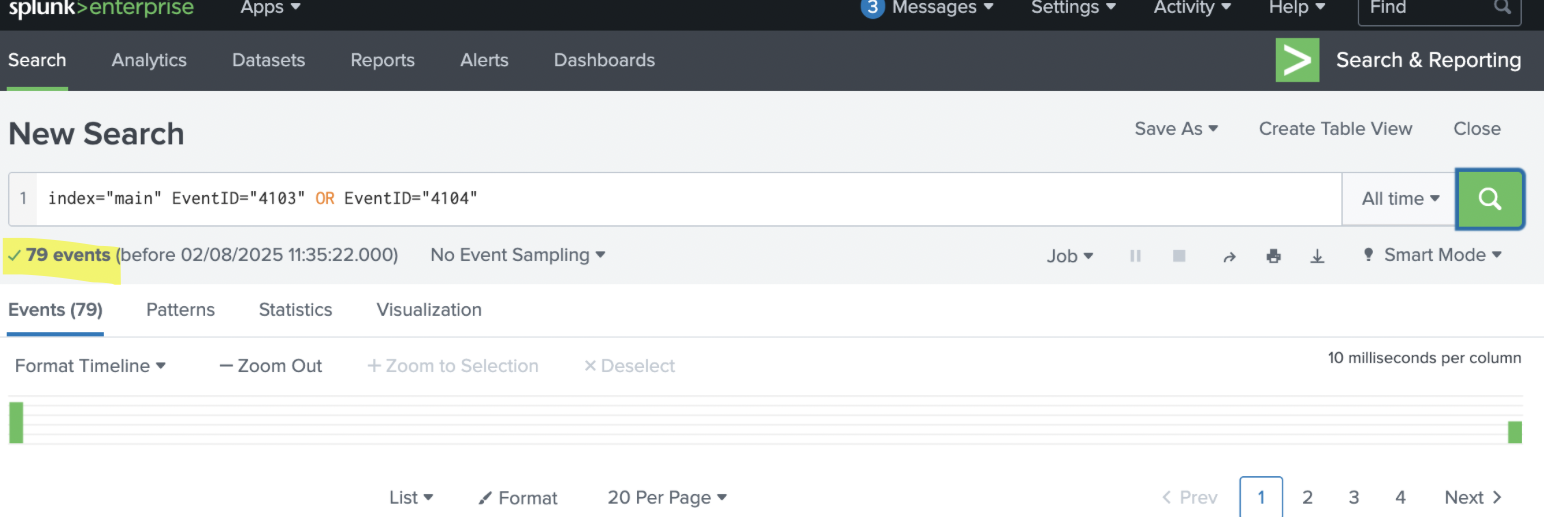 splunk>enterprise Apps 3 Messages Settings Activity Help Find
Search Analytics Datasets Reports Alerts Dashboards > Search & Reporting
New Search Save As Create Table View Close
1 index="main" EventID="4103" OR EventID="4104" All time
✓ 79 events (before 02/08/2025 11:35:22.000) No Event Sampling Job Smart Mode
Events (79) Patterns Statistics Visualization
Format Timeline — Zoom Out + Zoom to Selection × Deselect 10 milliseconds per column
List Format 20 Per Page < Prev 1 2 3 4 Next >